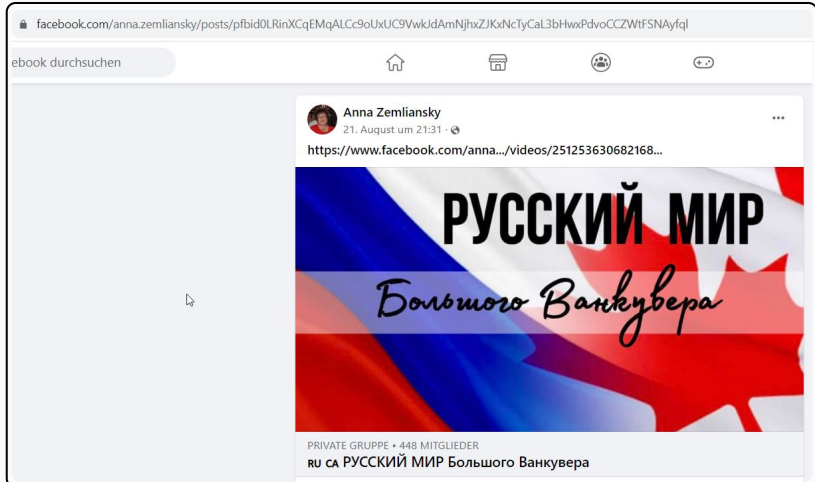 facebook.com/anna.zemliansky/posts/pfbid0LRinXCqEMqALCc9oUxUC9VwkJdAmNjhxZJKxNcTyCaL3bHwxPdvoCCZWtFSNAyfql
ebook durchsuchen
Anna Zemliansky
21. August um 21:31 ·
https://www.facebook.com/anna.../videos/251253630682168...
РУССКИЙ МИР
Большого Ванкувера
PRIVATE GRUPPE • 448 MITGLIEDER
RU CA РУССКИЙ МИР Большого Ванкувера